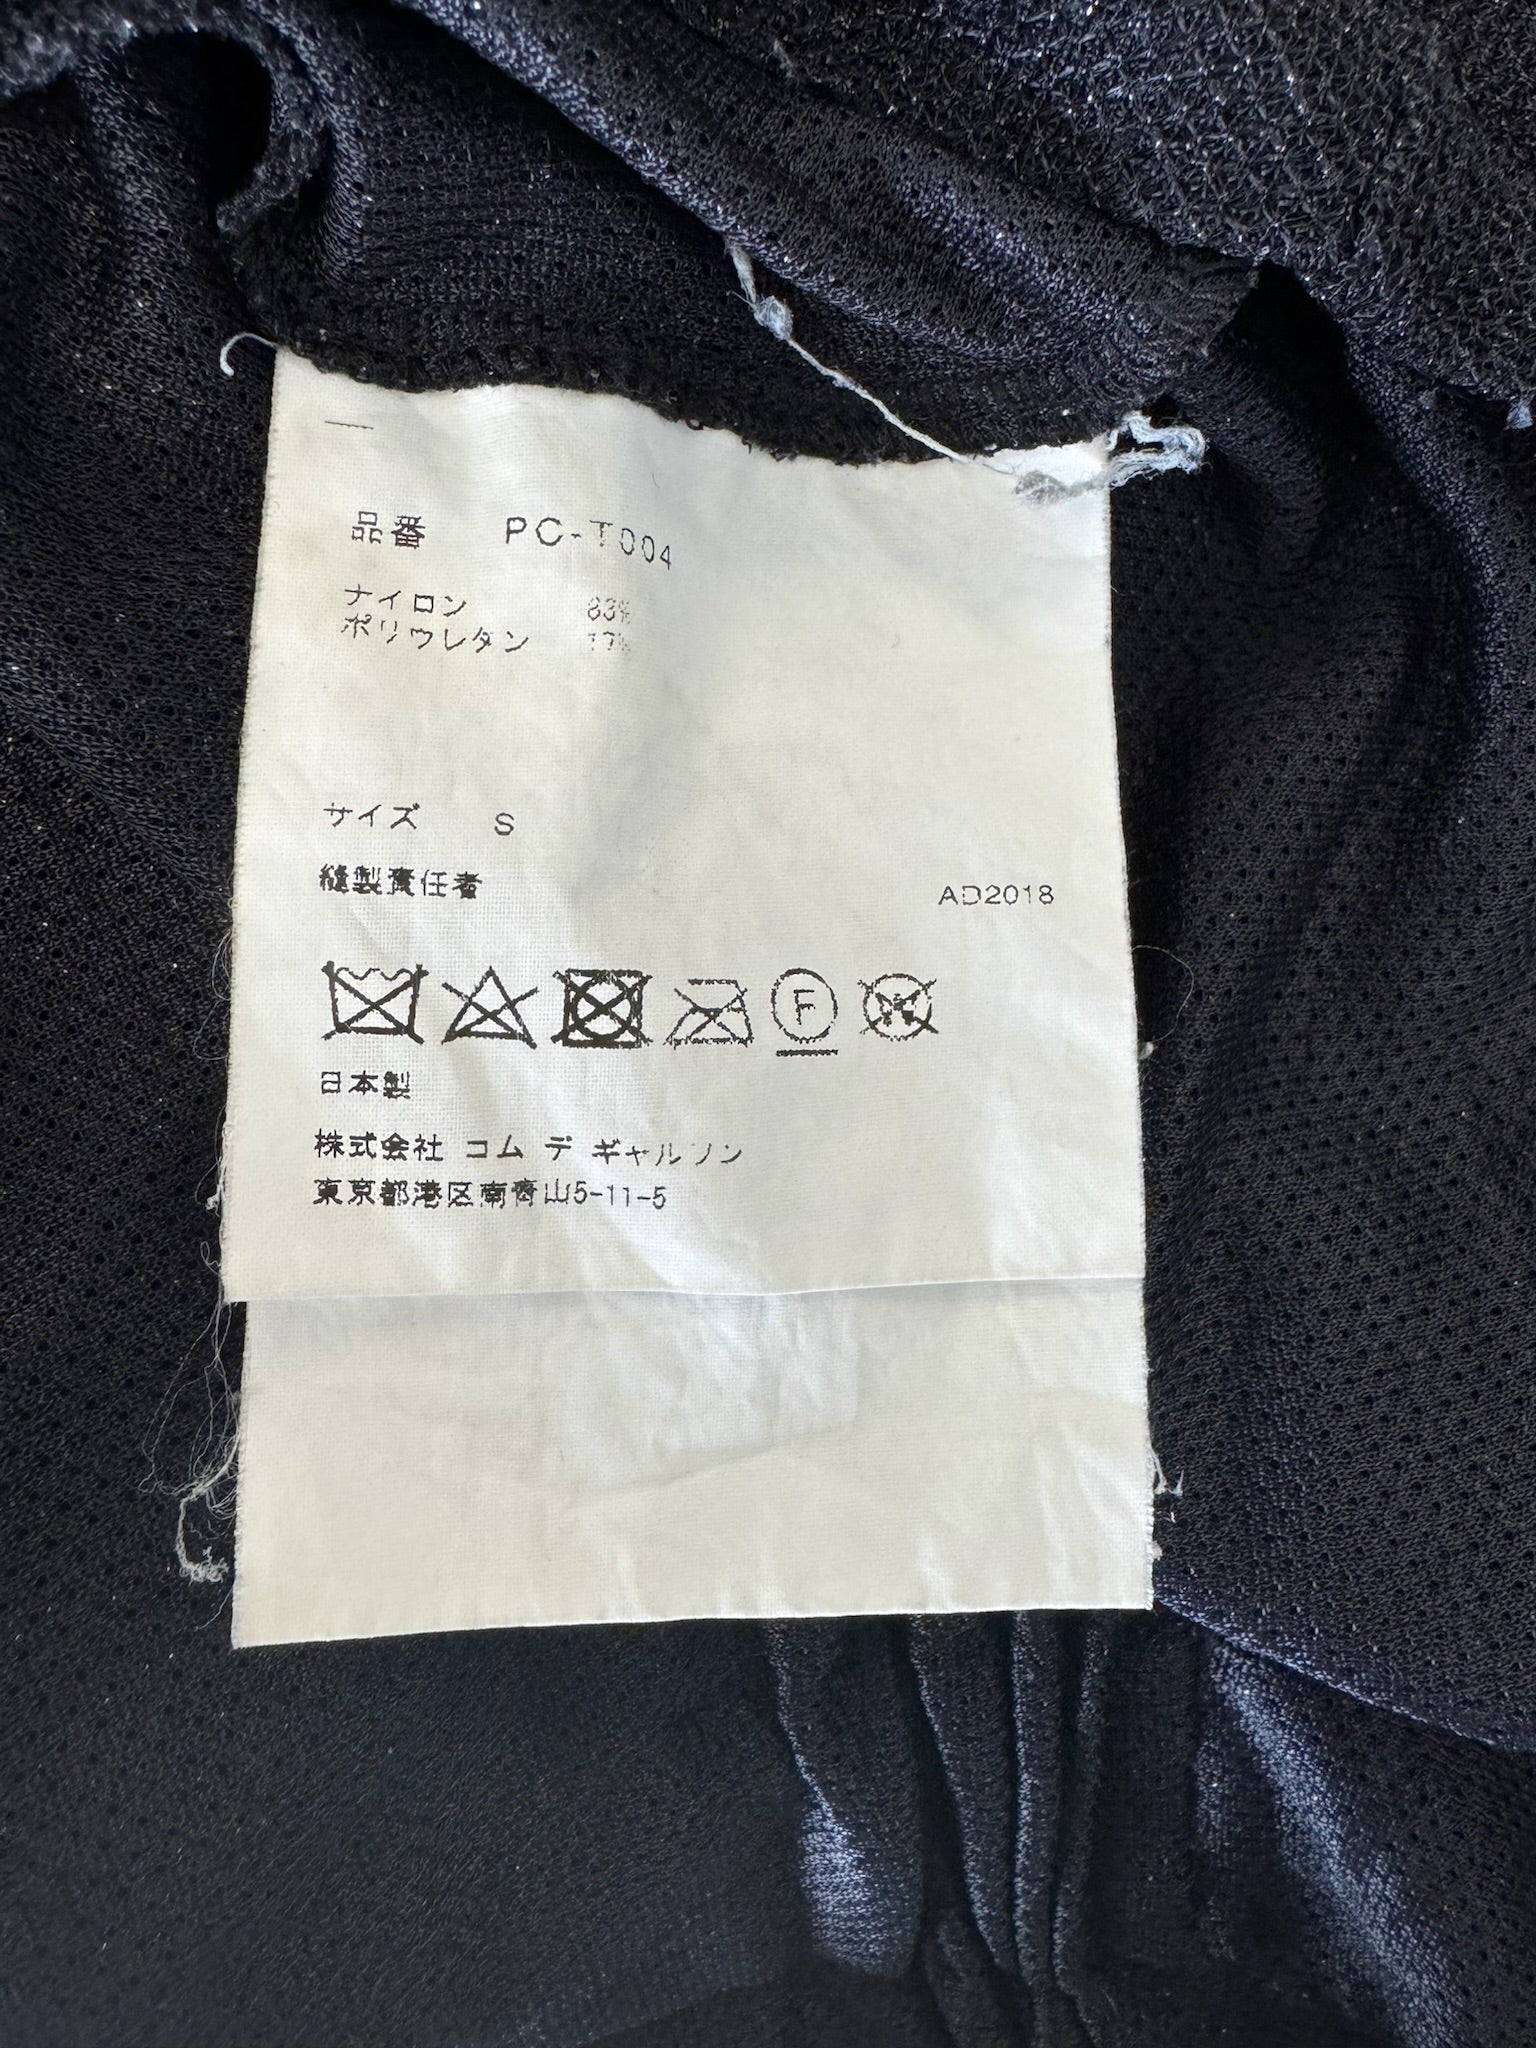 品番 PC-T004
ナイロン 83%
ポリウレタン 17%
サイズ S
縫製責任者 AD2018
F
日本製
株式会社 コム デ ギャルソン
東京都港区南青山5-11-5